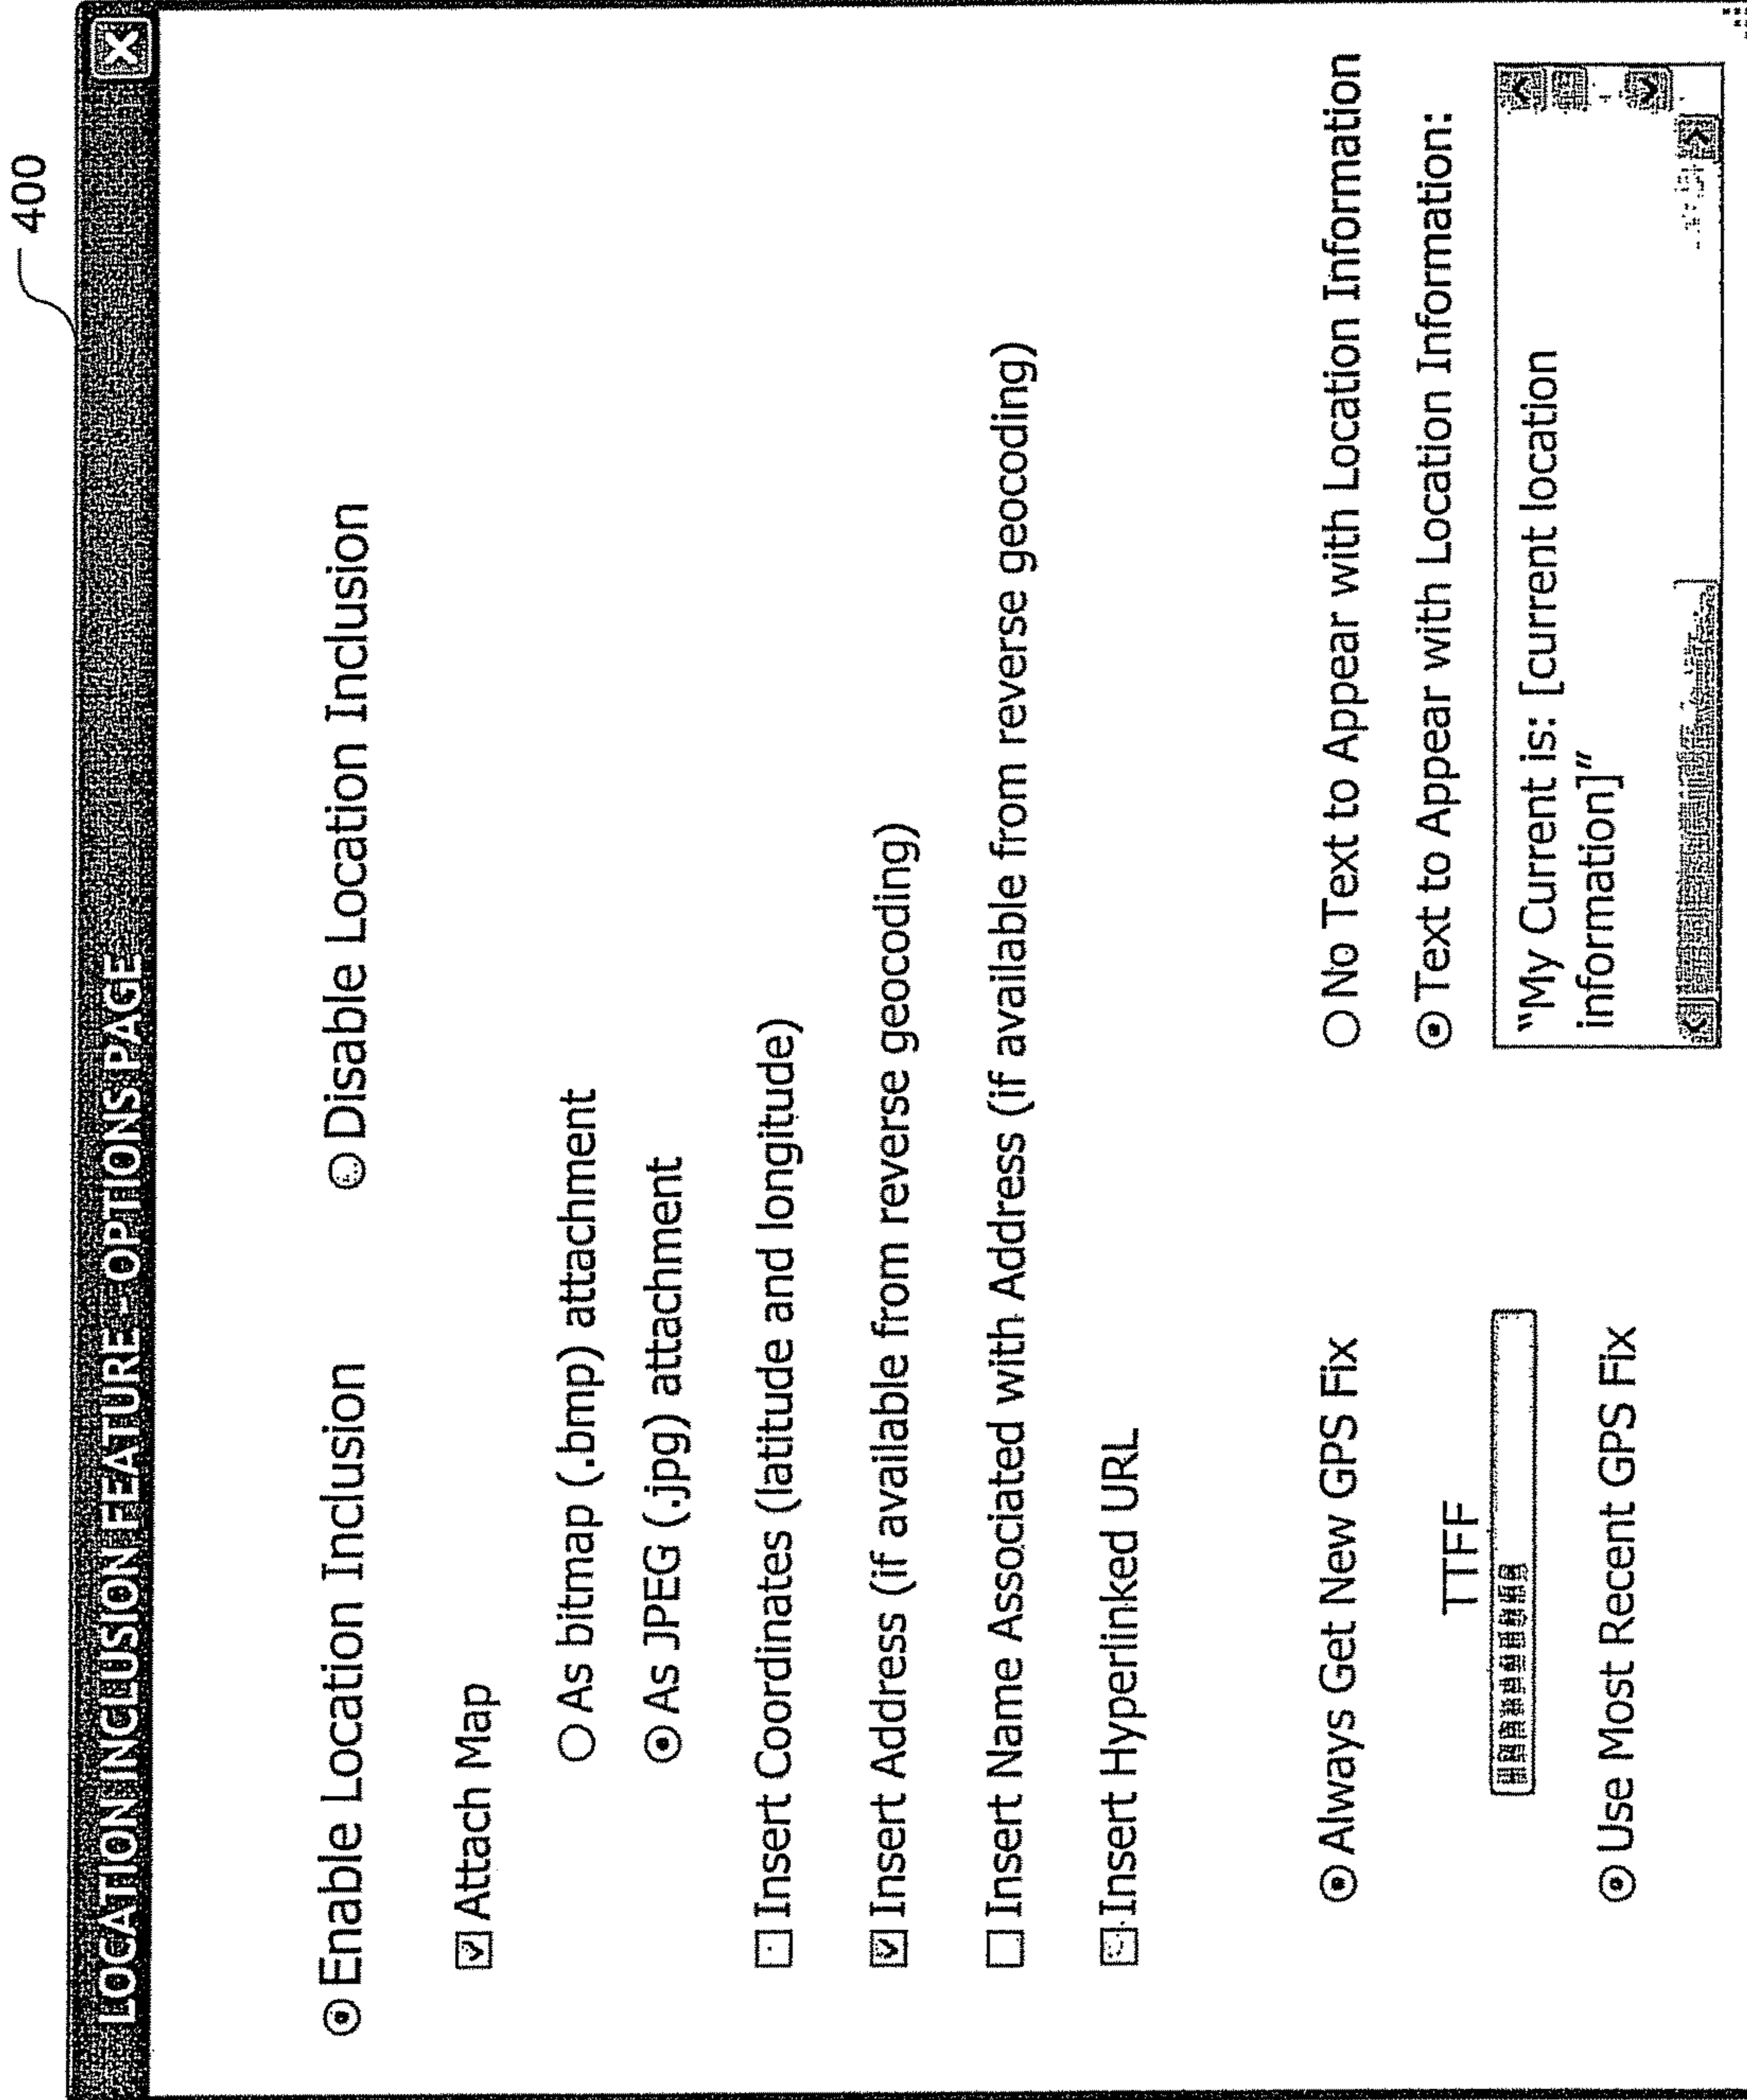 400
LOCATION INCLUSION FEATURE - OPTIONS PAGE
Enable Location Inclusion
Disable Location Inclusion
Attach Map
As bitmap (.bmp) attachment
As JPEG (.jpg) attachment
Insert Coordinates (latitude and longitude)
Insert Address (if available from reverse geocoding)
Insert Name Associated with Address (if available from reverse geocoding)
Insert Hyperlinked URL
Always Get New GPS Fix
TTFF
Use Most Recent GPS Fix
No Text to Appear with Location Information
Text to Appear with Location Information:
“My Current is: [current location
information]”